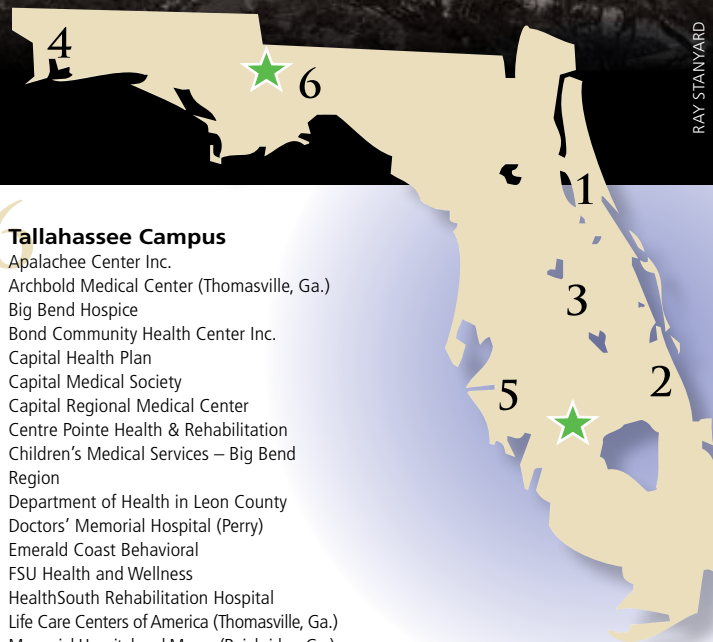 RAY STANYARD
4
6
1
3
2
5
6
Tallahassee Campus
Apalachee Center Inc.
Archbold Medical Center (Thomasville, Ga.)
Big Bend Hospice
Bond Community Health Center Inc.
Capital Health Plan
Capital Medical Society
Capital Regional Medical Center
Centre Pointe Health & Rehabilitation
Children’s Medical Services – Big Bend
Region
Department of Health in Leon County
Doctors’ Memorial Hospital (Perry)
Emerald Coast Behavioral
FSU Health and Wellness
HealthSouth Rehabilitation Hospital
Life Care Centers of America (Thomasville, Ga.)